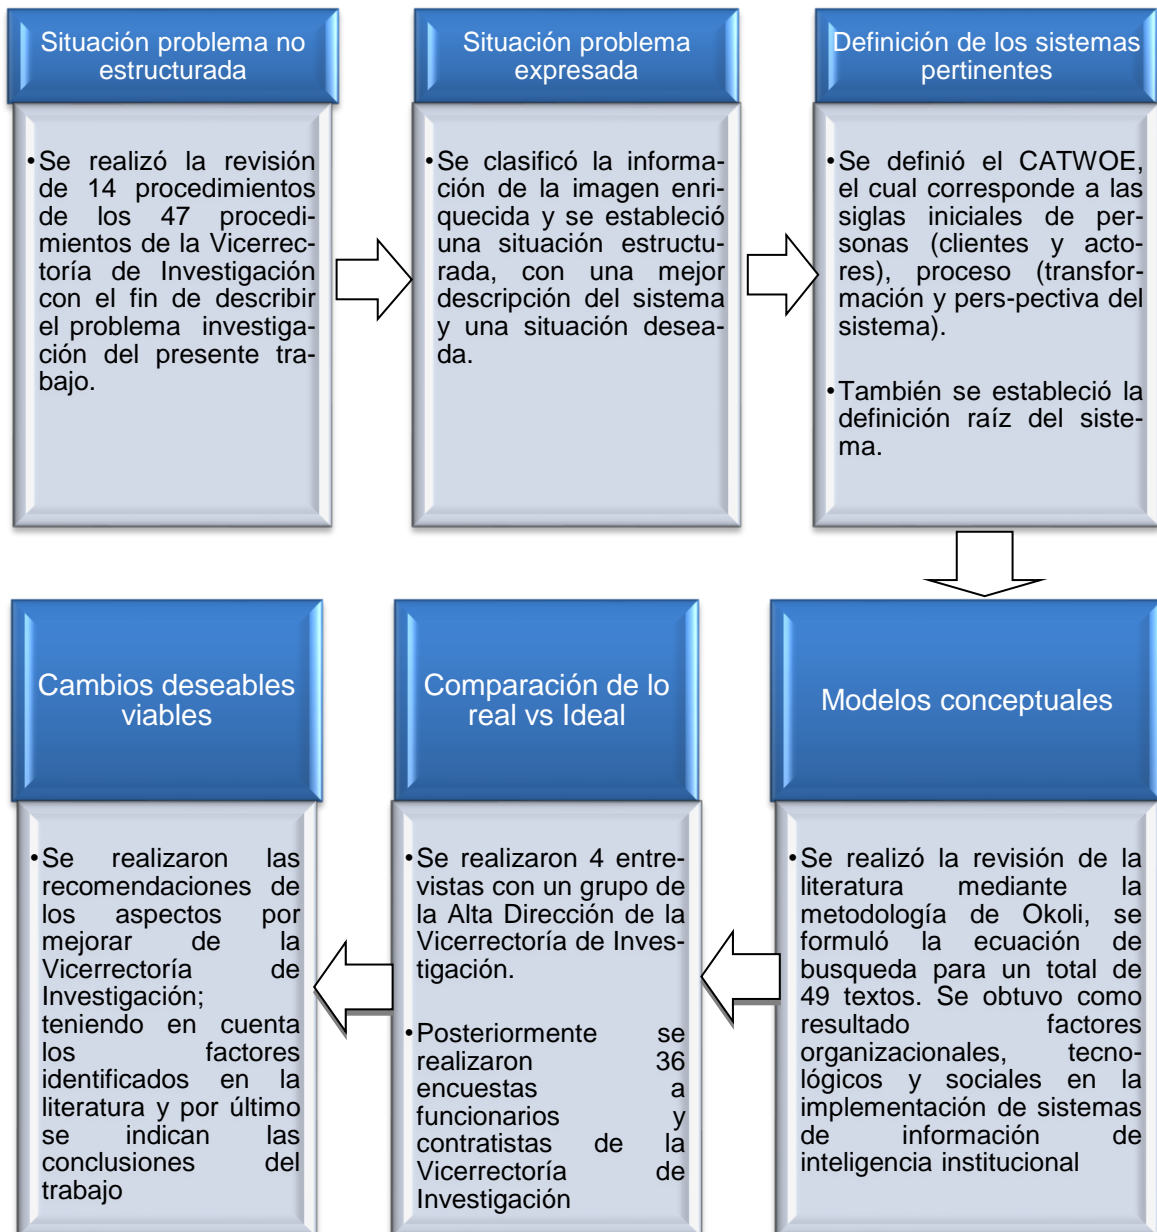 Situación problema no
estructurada
•Se realizó la revisión
de 14 procedimientos
de los 47 procedi-
mientos de la Vicerrec-
toría de Investigación
con el fin de describir
el problema investiga-
ción del presente tra-
bajo.
Situación problema
expresada
•Se clasificó la informa-
ción de la imagen enri-
quecida y se estableció
una situación estructu-
rada, con una mejor
descripción del sistema
y una situación desea-
da.
Definición de los sistemas
pertinentes
•Se definió el CATWOE,
el cual corresponde a las
siglas iniciales de per-
sonas (clientes y acto-
res), proceso (transfor-
mación y pers-pectiva del
sistema).
•También se estableció la
definición raíz del siste-
ma.
Modelos conceptuales
•Se realizó la revisión de la
literatura mediante la
metodología de Okoli, se
formuló la ecuación de
busqueda para un total de
49 textos. Se obtuvo como
resultado factores
organizacionales, tecno-
lógicos y sociales en la
implementación de sistemas
de información de
inteligencia institucional
Comparación de lo
real vs Ideal
•Se realizaron 4 entre-
vistas con un grupo de
la Alta Dirección de la
Vicerrectoría de Inves-
tigación.
•Posteriormente se
realizaron 36
encuestas a
funcionarios y
contratistas de la
Vicerrectoría de
Investigación
Cambios deseables
viables
•Se realizaron las
recomendaciones de
los aspectos por
mejorar de la
Vicerrectoría de
Investigación;
teniendo en cuenta
los factores
identificados en la
literatura y por último
se indican las
conclusiones del
trabajo